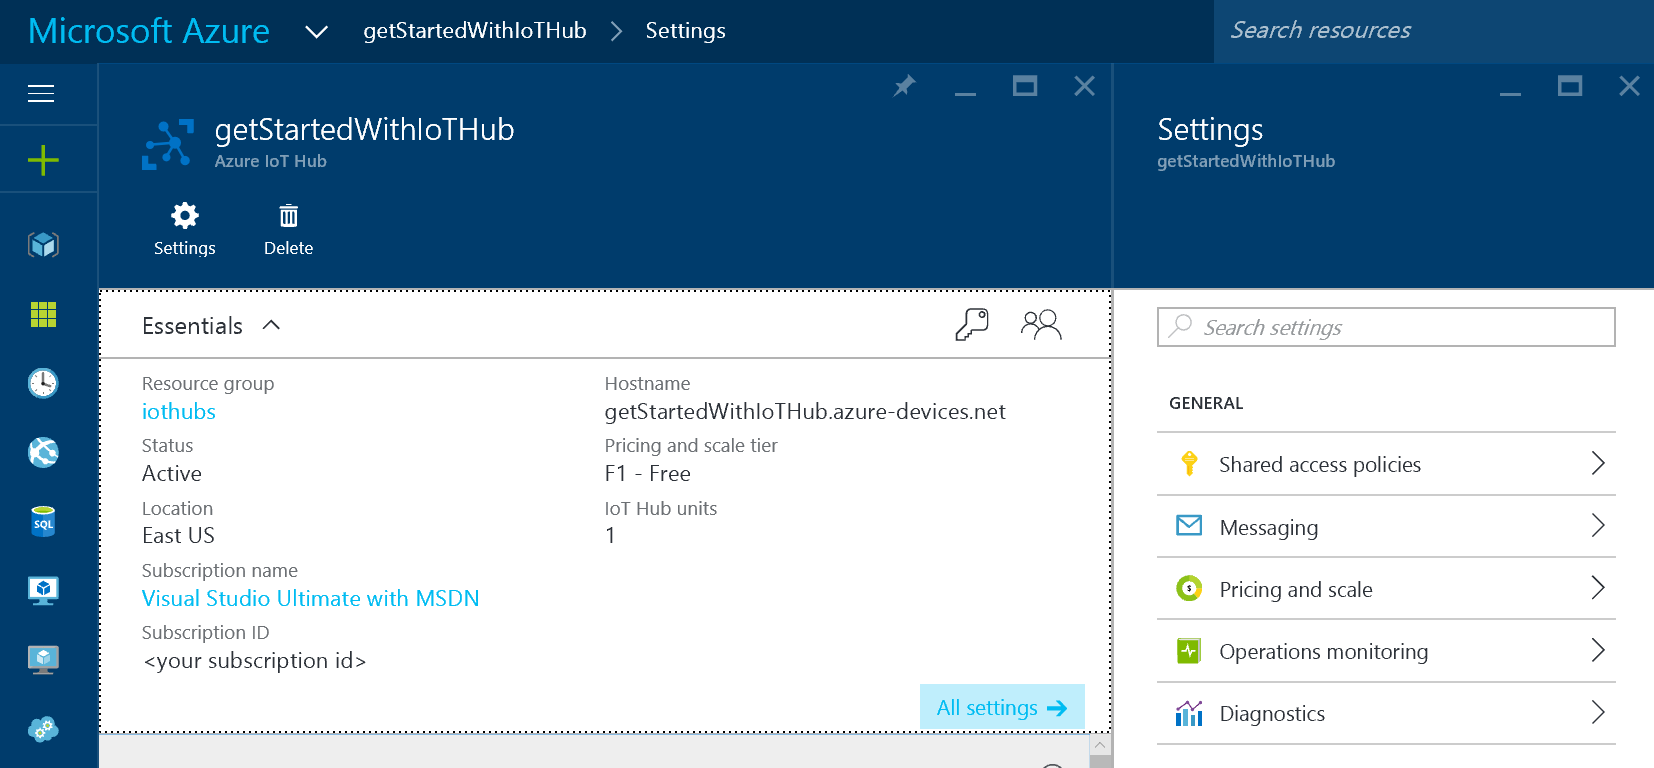 Microsoft Azure getStartedWithIoTHub Settings Search resources
getStartedWithIoTHub
Azure IoT Hub
Settings Delete
Essentials
Resource group
iothubs
Status
Active
Location
East US
Subscription name
Visual Studio Ultimate with MSDN
Subscription ID
<your subscription id>
Hostname
getStartedWithIoTHub.azure-devices.net
Pricing and scale tier
F1 - Free
IoT Hub units
1
All settings
SQL
Settings
getStartedWithIoTHub
Search settings
GENERAL
Shared access policies
Messaging
Pricing and scale
Operations monitoring
Diagnostics